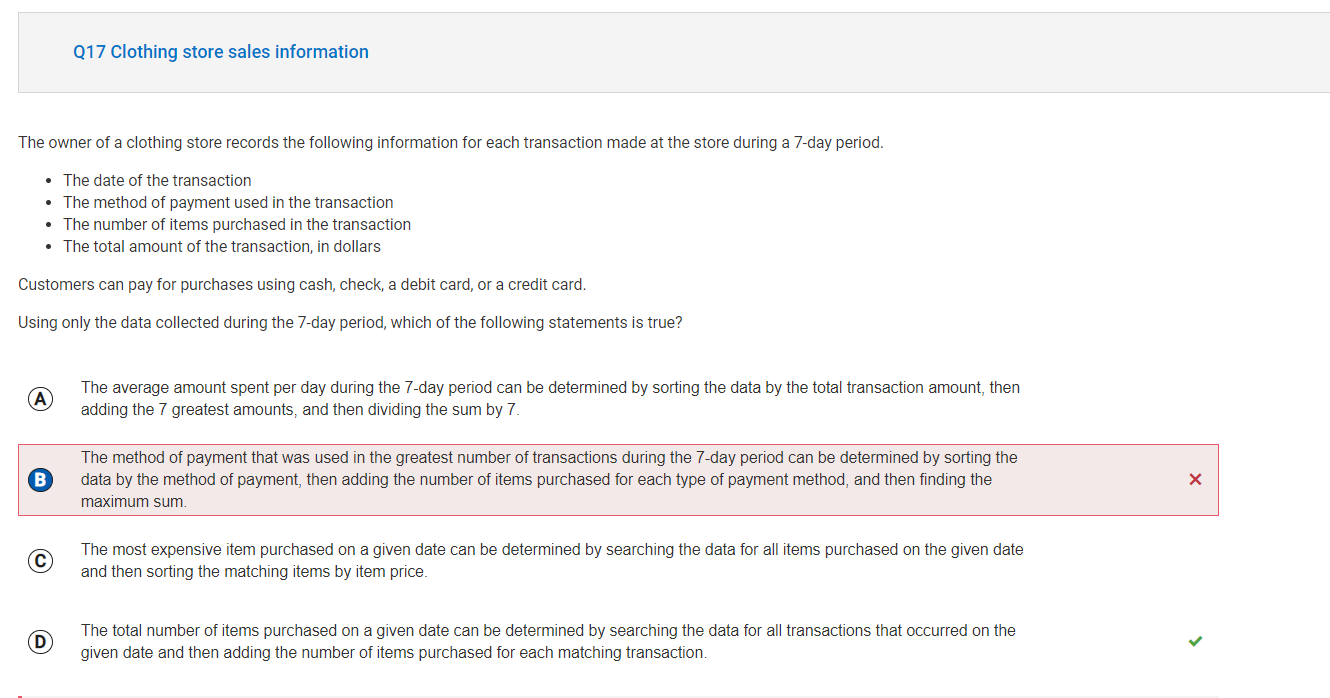 Q17 Clothing store sales information
The owner of a clothing store records the following information for each transaction made at the store during a 7-day period.
• The date of the transaction
• The method of payment used in the transaction
• The number of items purchased in the transaction
• The total amount of the transaction, in dollars
Customers can pay for purchases using cash, check, a debit card, or a credit card.
Using only the data collected during the 7-day period, which of the following statements is true?
A The average amount spent per day during the 7-day period can be determined by sorting the data by the total transaction amount, then
adding the 7 greatest amounts, and then dividing the sum by 7.
B The method of payment that was used in the greatest number of transactions during the 7-day period can be determined by sorting the
data by the method of payment, then adding the number of items purchased for each type of payment method, and then finding the
maximum sum.
C The most expensive item purchased on a given date can be determined by searching the data for all items purchased on the given date
and then sorting the matching items by item price.
D The total number of items purchased on a given date can be determined by searching the data for all transactions that occurred on the
given date and then adding the number of items purchased for each matching transaction.